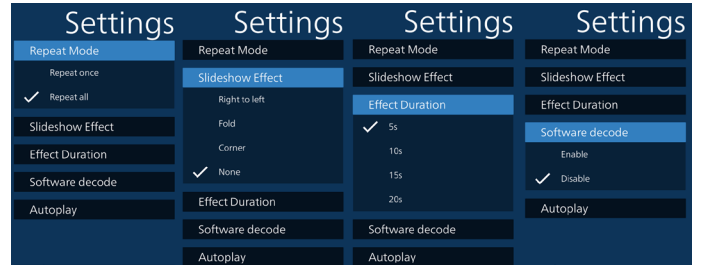 Settings
Repeat Mode
Repeat once
Repeat all
Slideshow Effect
Effect Duration
Software decode
Autoplay
Settings
Repeat Mode
Slideshow Effect
Right to left
Fold
Corner
None
Effect Duration
Software decode
Autoplay
Settings
Repeat Mode
Slideshow Effect
Effect Duration
5s
10s
15s
20s
Software decode
Autoplay
Settings
Repeat Mode
Slideshow Effect
Effect Duration
Software decode
Enable
Disable
Autoplay